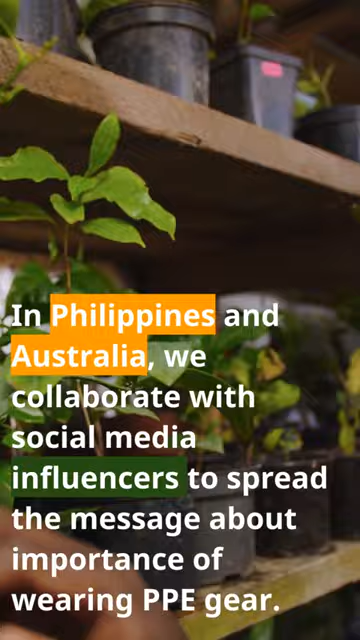 In Philippines and
Australia, we
collaborate with
social media
influencers to spread
the message about
importance of
wearing PPE gear.